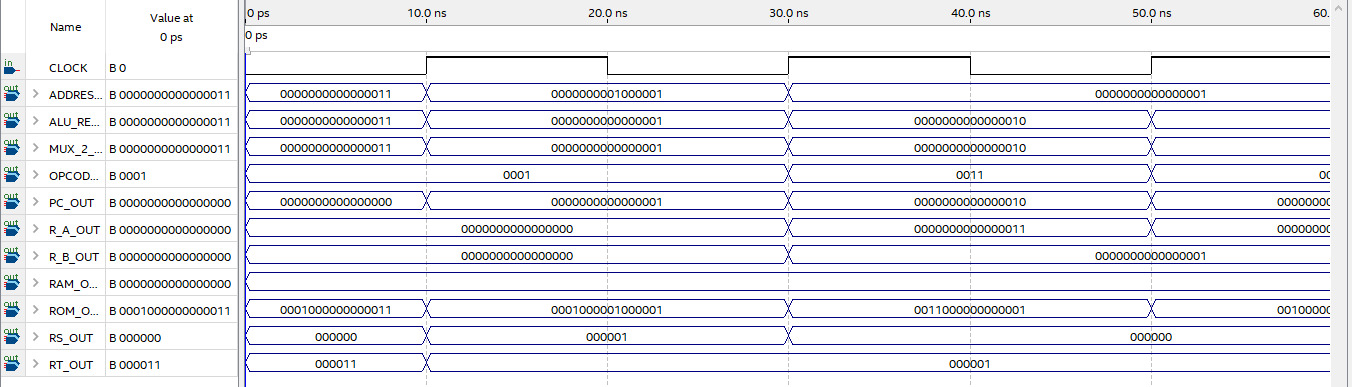 Name Value at 0 ps 0 ps 10.0 ns 20.0 ns 30.0 ns 40.0 ns 50.0 ns 60.
0 ps
in CLOCK B 0
out ADDRES... B 0000000000000011 0000000000000011 0000000001000001 0000000000000001
out ALU_RE... B 0000000000000011 0000000000000011 0000000000000001 0000000000000010
out MUX_2_... B 0000000000000011 0000000000000011 0000000000000001 0000000000000010
out OPCOD... B 0001 0001 0011 00
out PC_OUT B 0000000000000000 0000000000000000 0000000000000001 0000000000000010 00000000
out R_A_OUT B 0000000000000000 0000000000000000 0000000000000011 00000000
out R_B_OUT B 0000000000000000 0000000000000000 0000000000000001
out RAM_O... B 0000000000000000
out ROM_O... B 0001000000000011 0001000000000011 0001000001000001 0011000000000001 00100000
out RS_OUT B 000000 000000 000001 000000
out RT_OUT B 000011 000011 000001